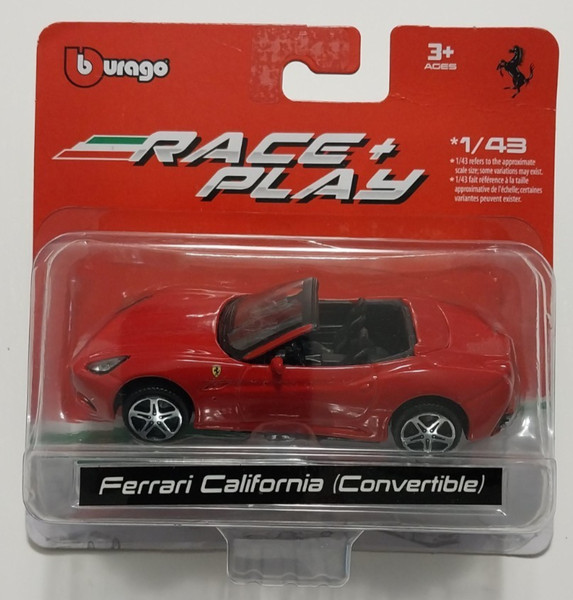 burago
3+
AGES
RACE+
PLAY
*1/43
• 1/43 refers to the approximate
scale size; some variations may exist.
• 1/43 fait référence à la taille
approximative de l'échelle; certaines
variantes peuvent exister.
Ferrari California (Convertible)